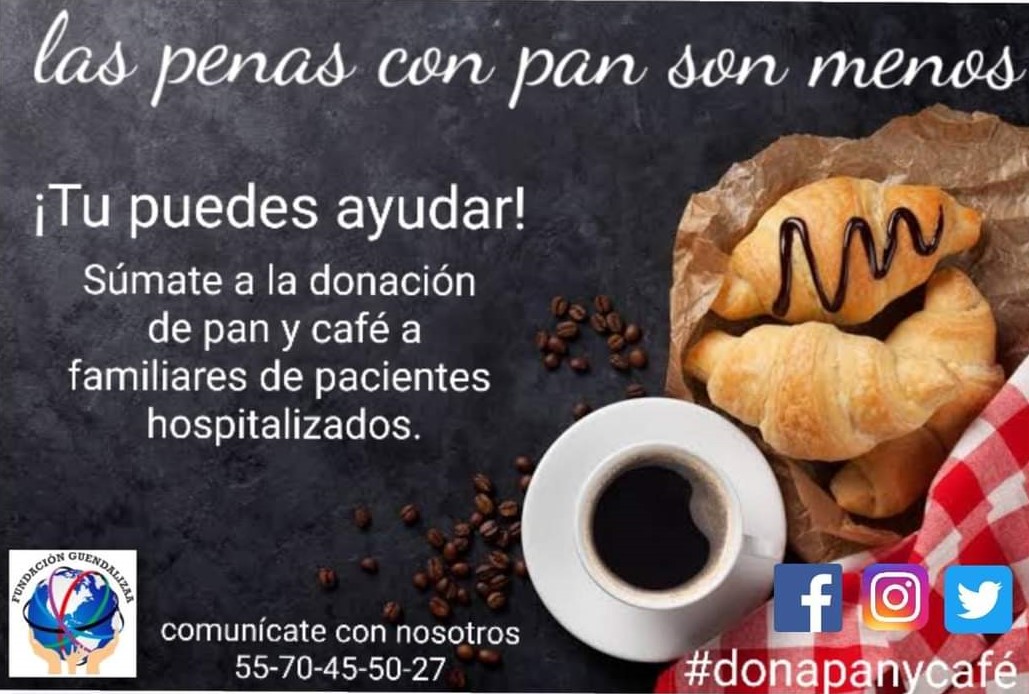 las penas con pan son menos
¡Tu puedes ayudar!
Súmate a la donación
de pan y café a
familiares de pacientes
hospitalizados.
FUNDACIÓN GUENDALIZAA
comunícate con nosotros
55-70-45-50-27
#donapanycafé